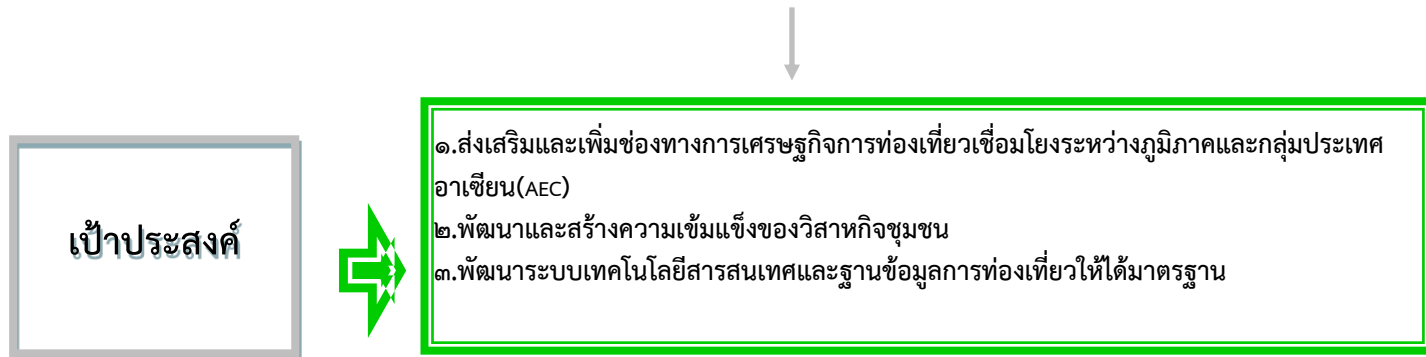 เป้าประสงค์
๑.ส่งเสริมและเพิ่มช่องทางการเศรษฐกิจการท่องเที่ยวเชื่อมโยงระหว่างภูมิภาคและกลุ่มประเทศ
อาเซียน(AEC)
๒.พัฒนาและสร้างความเข้มแข็งของวิสาหกิจชุมชน
๓.พัฒนาระบบเทคโนโลยีสารสนเทศและฐานข้อมูลการท่องเที่ยวให้ได้มาตรฐาน